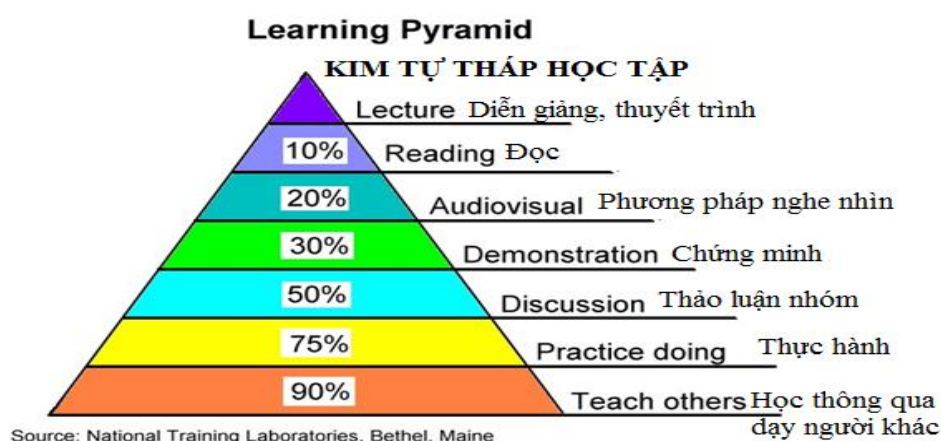 Learning Pyramid
KIM TỰ THÁP HỌC TẬP
Lecture Diễn giảng, thuyết trình
10% Reading Đọc
20% Audiovisual Phương pháp nghe nhìn
30% Demonstration Chứng minh
50% Discussion Thảo luận nhóm
75% Practice doing Thực hành
90% Teach others Học thông qua
dạy người khác
Source: National Training Laboratories, Bethel, Maine